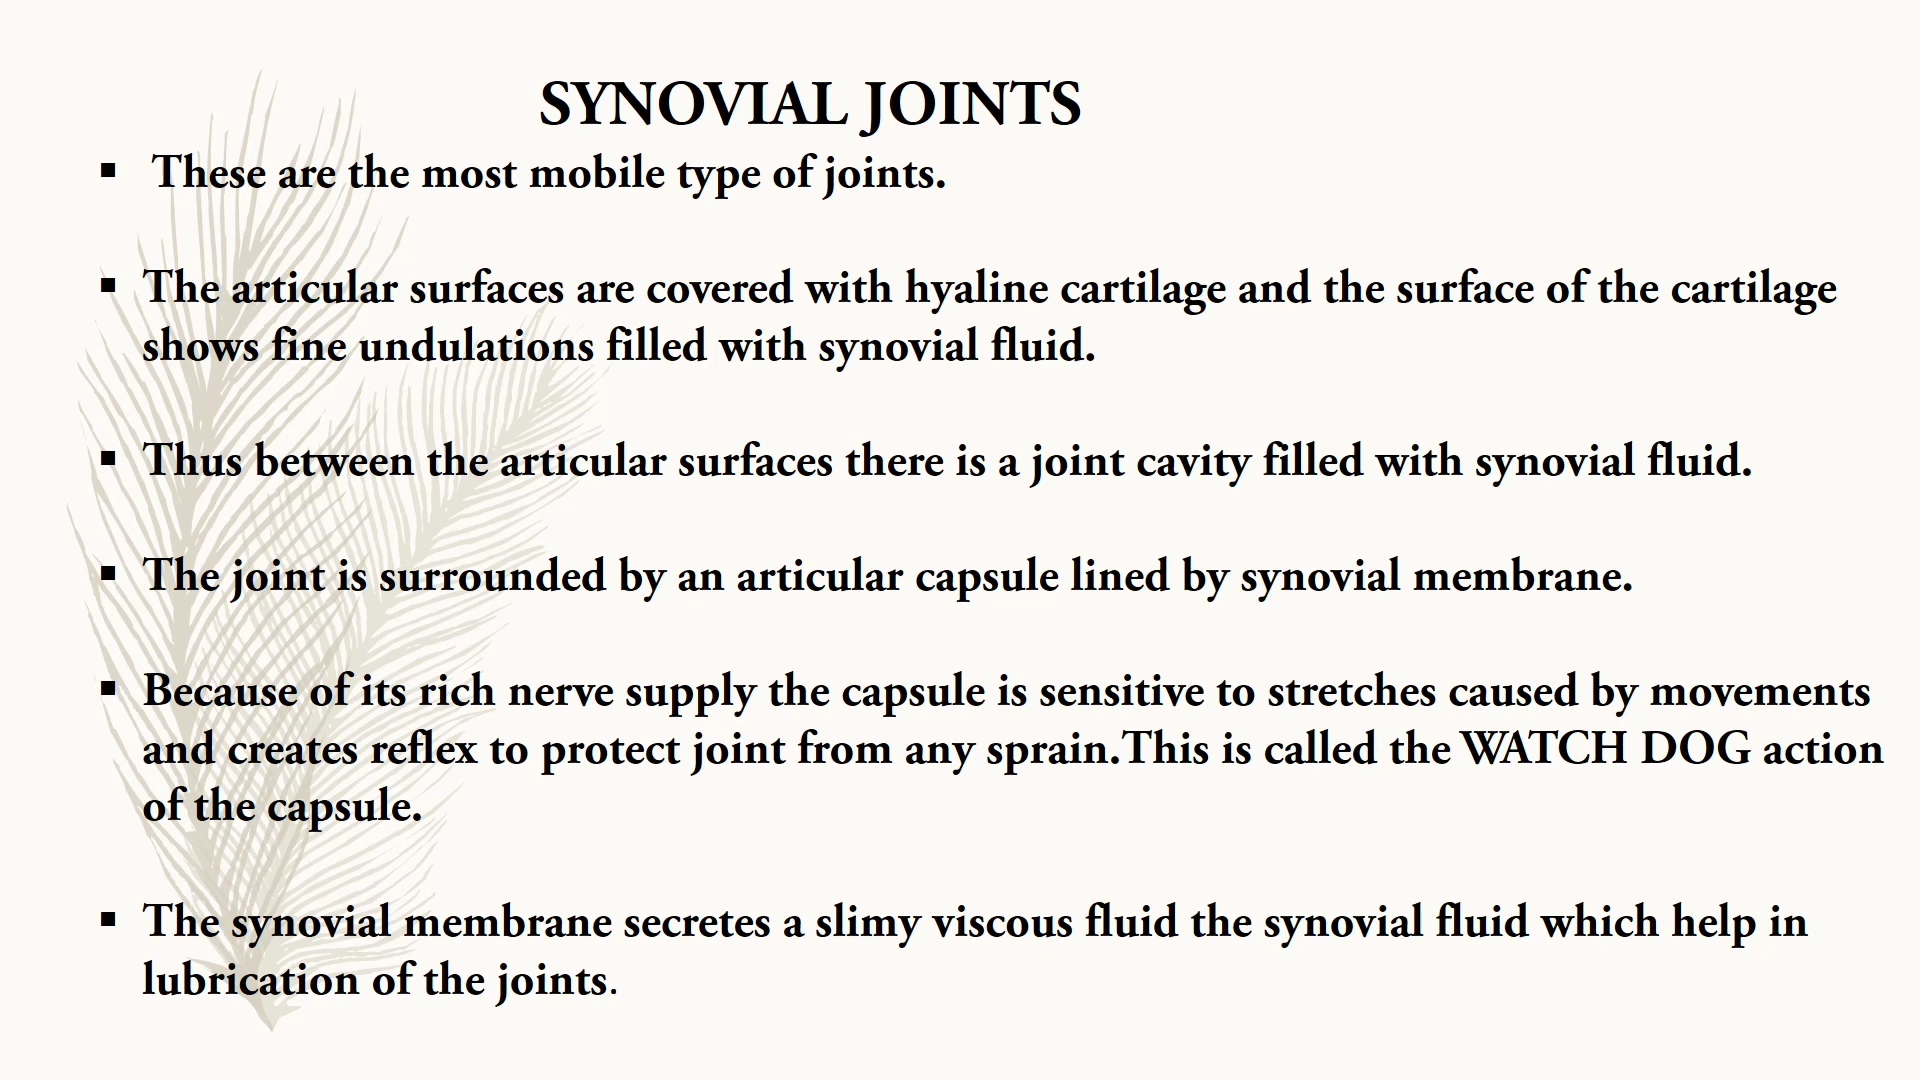 SYNOVIAL JOINTS
▪ These are the most mobile type of joints.
▪ The articular surfaces are covered with hyaline cartilage and the surface of the cartilage
shows fine undulations filled with synovial fluid.
▪ Thus between the articular surfaces there is a joint cavity filled with synovial fluid.
▪ The joint is surrounded by an articular capsule lined by synovial membrane.
▪ Because of its rich nerve supply the capsule is sensitive to stretches caused by movements
and creates reflex to protect joint from any sprain.This is called the WATCH DOG action
of the capsule.
▪ The synovial membrane secretes a slimy viscous fluid the synovial fluid which help in
lubrication of the joints.